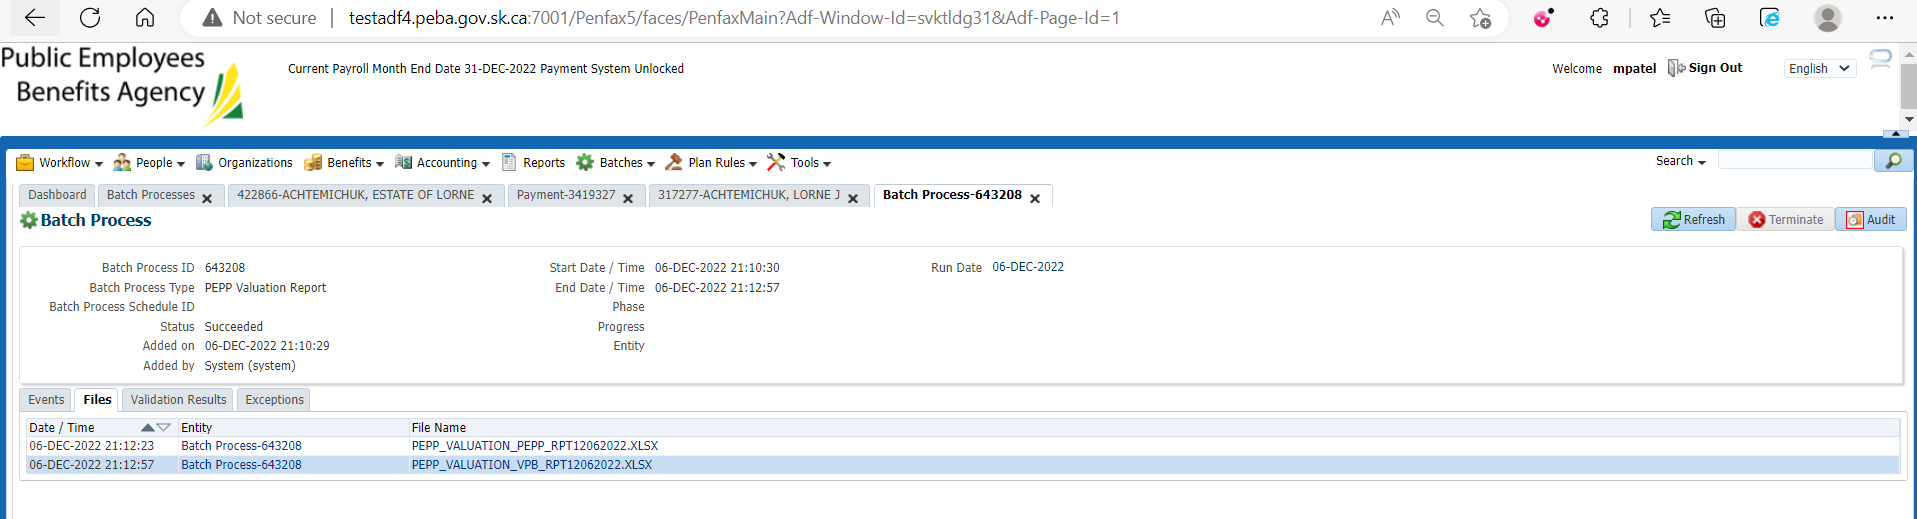 Not secure | testadf4.peba.gov.sk.ca:7001/Penfax5/faces/PenfaxMain?Adf-Window-Id=svktldg31&Adf-Page-Id=1
Public Employees
Benefits Agency
Current Payroll Month End Date 31-DEC-2022 Payment System Unlocked
Welcome mpatel Sign Out English
Workflow People Organizations Benefits Accounting Reports Batches Plan Rules Tools Search
Dashboard Batch Processes 422866-ACHTEMICHUK, ESTATE OF LORNE Payment-3419327 317277-ACHTEMICHUK, LORNE J Batch Process-643208
Batch Process Refresh Terminate Audit
Batch Process ID 643208 Start Date / Time 06-DEC-2022 21:10:30 Run Date 06-DEC-2022
Batch Process Type PEPP Valuation Report End Date / Time 06-DEC-2022 21:12:57
Batch Process Schedule ID Phase
Status Succeeded Progress
Added on 06-DEC-2022 21:10:29 Entity
Added by System (system)
Events Files Validation Results Exceptions
Date / Time Entity File Name
06-DEC-2022 21:12:23 Batch Process-643208 PEPP_VALUATION_PEPP_RPT12062022.XLSX
06-DEC-2022 21:12:57 Batch Process-643208 PEPP_VALUATION_VPB_RPT12062022.XLSX